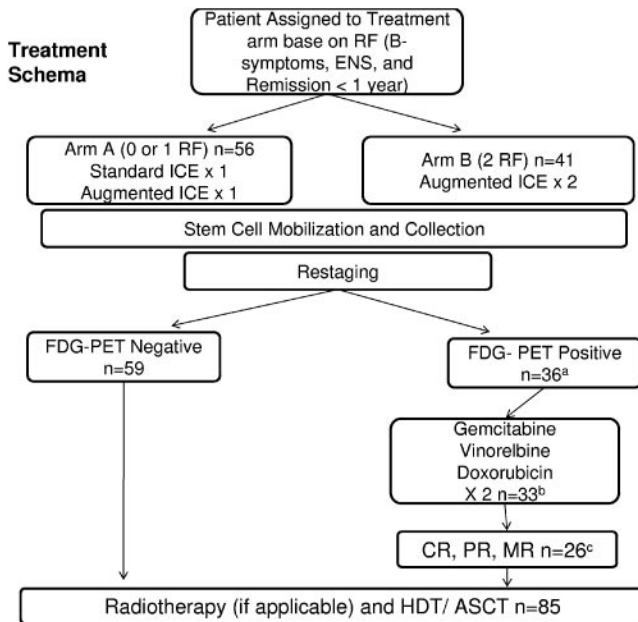 Treatment
Schema
Patient Assigned to Treatment
arm base on RF (B-
symptoms, ENS, and
Remission < 1 year)
Arm A (0 or 1 RF) n=56
Standard ICE x 1
Augmented ICE x 1
Arm B (2 RF) n=41
Augmented ICE x 2
Stem Cell Mobilization and Collection
Restaging
FDG-PET Negative
n=59
FDG- PET Positive
n=36ᵃ
Gemcitabine
Vinorelbine
Doxorubicin
X 2 n=33ᵇ
CR, PR, MR n=26ᶜ
Radiotherapy (if applicable) and HDT/ ASCT n=85